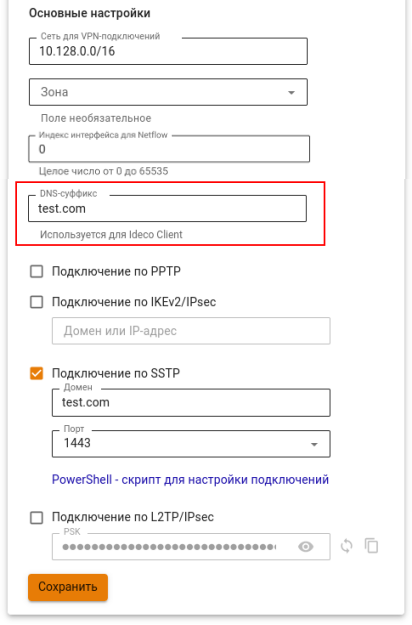 Основные настройки
Сеть для VPN-подключений
10.128.0.0/16
Зона
Поле необязательное
Индекс интерфейса для Netflow
0
Целое число от 0 до 65535
DNS-суффикс
test.com
Используется для Ideco Client
Подключение по PPTP
Подключение по IKEv2/IPsec
Домен или IP-адрес
Подключение по SSTP
Домен
test.com
Порт
1443
PowerShell - скрипт для настройки подключений
Подключение по L2TP/IPsec
PSK
Сохранить